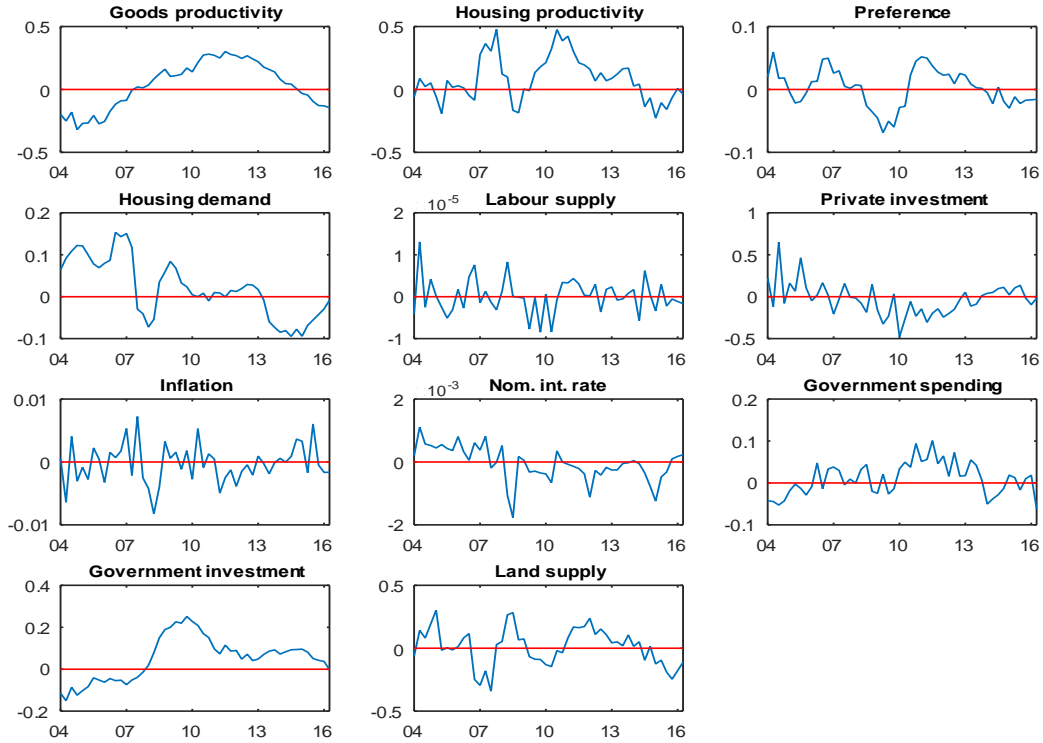 Goods productivity
0.5
0
-0.5
04 07 10 13 16
Housing productivity
0.5
0
-0.5
04 07 10 13 16
Preference
0.1
0
-0.1
04 07 10 13 16
Housing demand
0.2
0.1
0
-0.1
04 07 10 13 16
Labour supply
10^-5
2
1
0
-1
04 07 10 13 16
Private investment
1
0.5
0
-0.5
04 07 10 13 16
Inflation
0.01
0
-0.01
04 07 10 13 16
Nom. int. rate
10^-3
2
0
-2
04 07 10 13 16
Government spending
0.2
0.1
0
-0.1
04 07 10 13 16
Government investment
0.4
0.2
0
-0.2
04 07 10 13 16
Land supply
0.5
0
-0.5
04 07 10 13 16